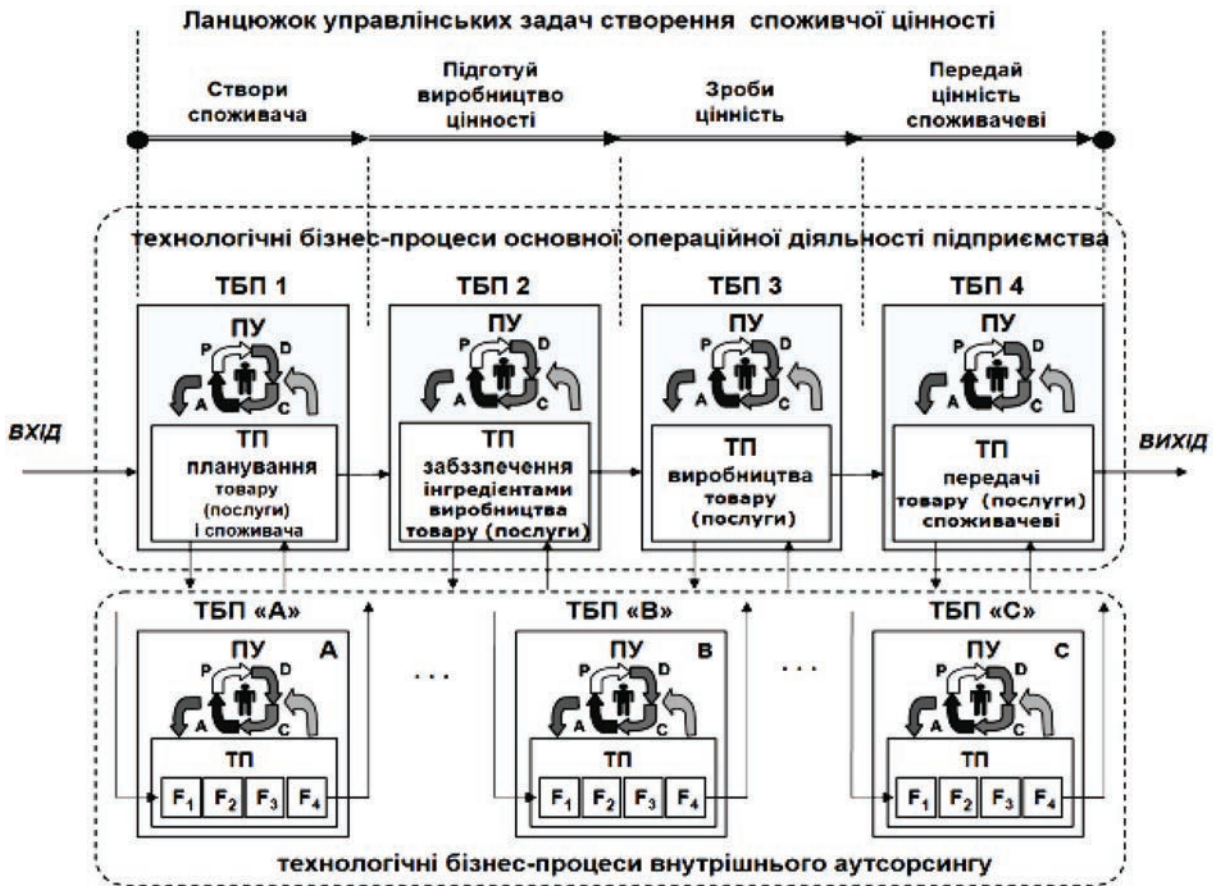 Ланцюжок управлінських задач створення споживчої цінності
Створи
споживача
Підготуй
виробництво
цінності
Зроби
цінність
Передай
цінність
споживачеві
технологічні бізнес-процеси основної операційної діяльності підприємства
ТБП 1
ТБП 2
ТБП 3
ТБП 4
ПУ
P
D
A
C
ТП
планування
товару
(послуги)
і споживача
ПУ
P
D
A
C
ТП
забззпечення
інгредієнтами
виробництва
товару (послуги)
ПУ
P
D
A
C
ТП
виробництва
товару
(послуги)
ПУ
P
D
A
C
ТП
передачі
товару (послуги)
споживачеві
ВХІД
ВИХІД
ТБП «А»
ТБП «В»
ТБП «С»
ПУ
А
P
D
A
C
ТП
F1 F2 F3 F4
. . .
ПУ
В
P
D
A
C
ТП
F1 F2 F3 F4
. . .
ПУ
С
P
D
A
C
ТП
F1 F2 F3 F4
технологічні бізнес-процеси внутрішнього аутсорсингу